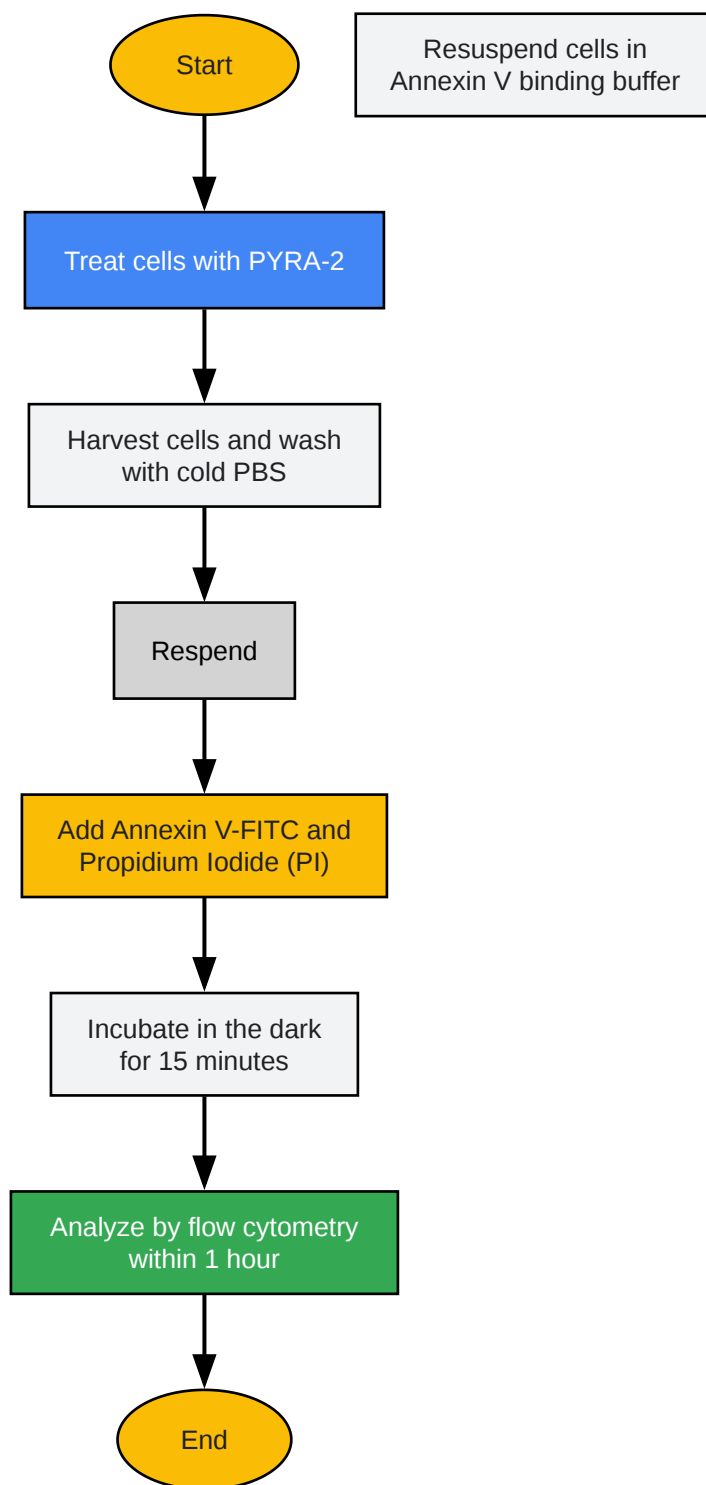 Start
Resuspend cells in
Annexin V binding buffer
Treat cells with PYRA-2
Harvest cells and wash
with cold PBS
Respend
Add Annexin V-FITC and
Propidium Iodide (PI)
Incubate in the dark
for 15 minutes
Analyze by flow cytometry
within 1 hour
End